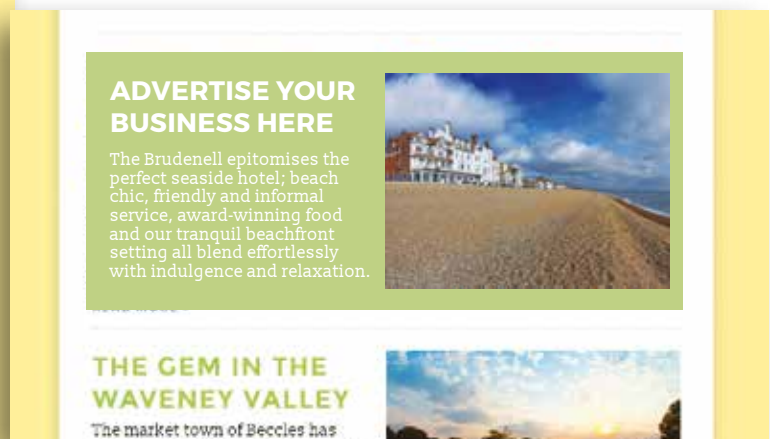 ADVERTISE YOUR
BUSINESS HERE
The Brudenell epitomises the
perfect seaside hotel; beach
chic, friendly and informal
service, award-winning food
and our tranquil beachfront
setting all blend effortlessly
with indulgence and relaxation.
THE GEM IN THE
WAVENEY VALLEY
The market town of Beccles has